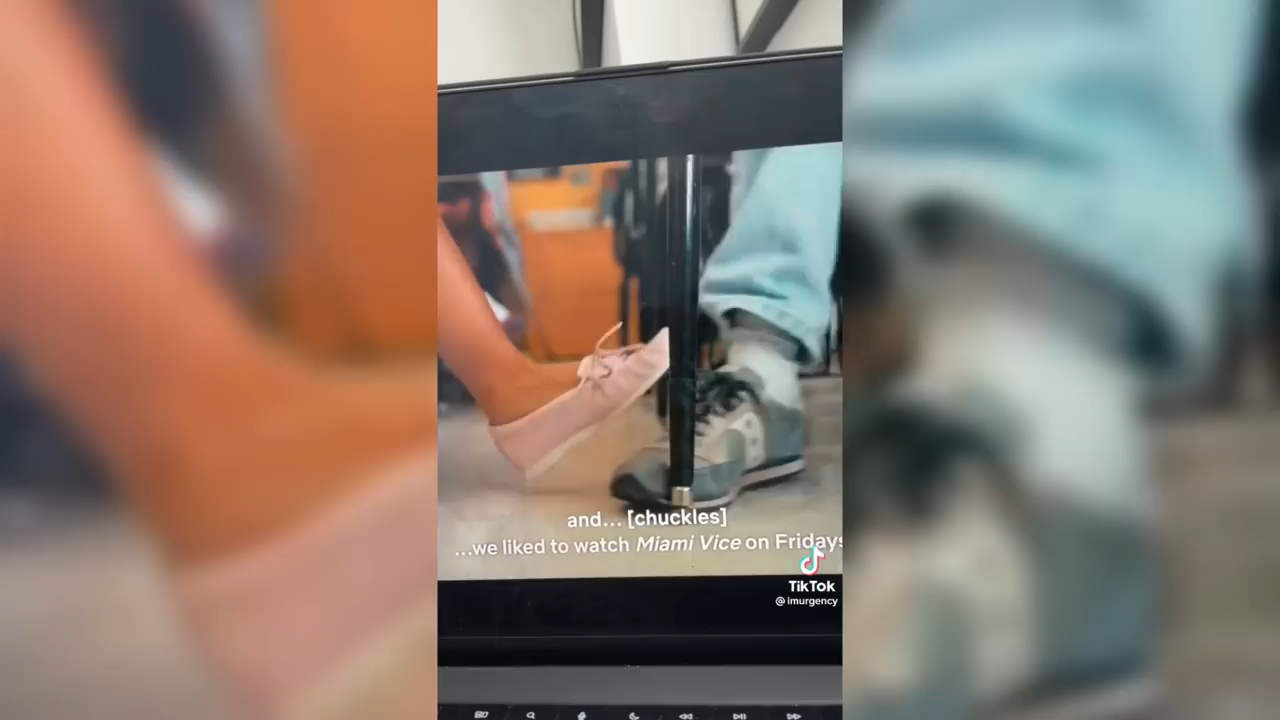 and... [chuckles]
...we liked to watch Miami Vice on Fridays
TikTok
@imurgency